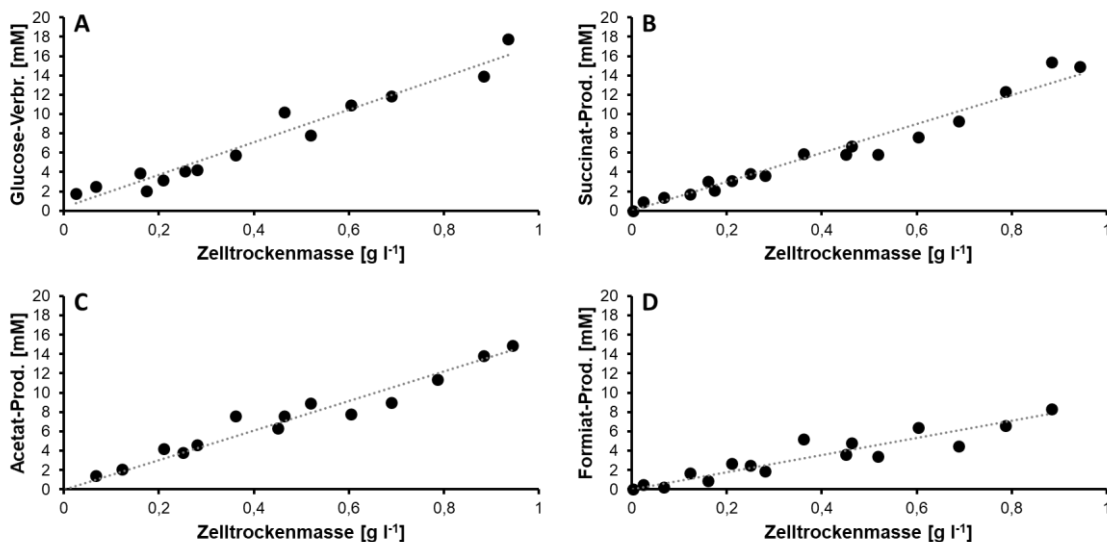 A
Glucose-Verbr. [mM]
20
18
16
14
12
10
8
6
4
2
0
0 0,2 0,4 0,6 0,8 1
Zelltrockenmasse [g l⁻¹]
B
Succinat-Prod. [mM]
20
18
16
14
12
10
8
6
4
2
0
0 0,2 0,4 0,6 0,8 1
Zelltrockenmasse [g l⁻¹]
C
Acetat-Prod. [mM]
20
18
16
14
12
10
8
6
4
2
0
0 0,2 0,4 0,6 0,8 1
Zelltrockenmasse [g l⁻¹]
D
Formiat-Prod. [mM]
20
18
16
14
12
10
8
6
4
2
0
0 0,2 0,4 0,6 0,8 1
Zelltrockenmasse [g l⁻¹]